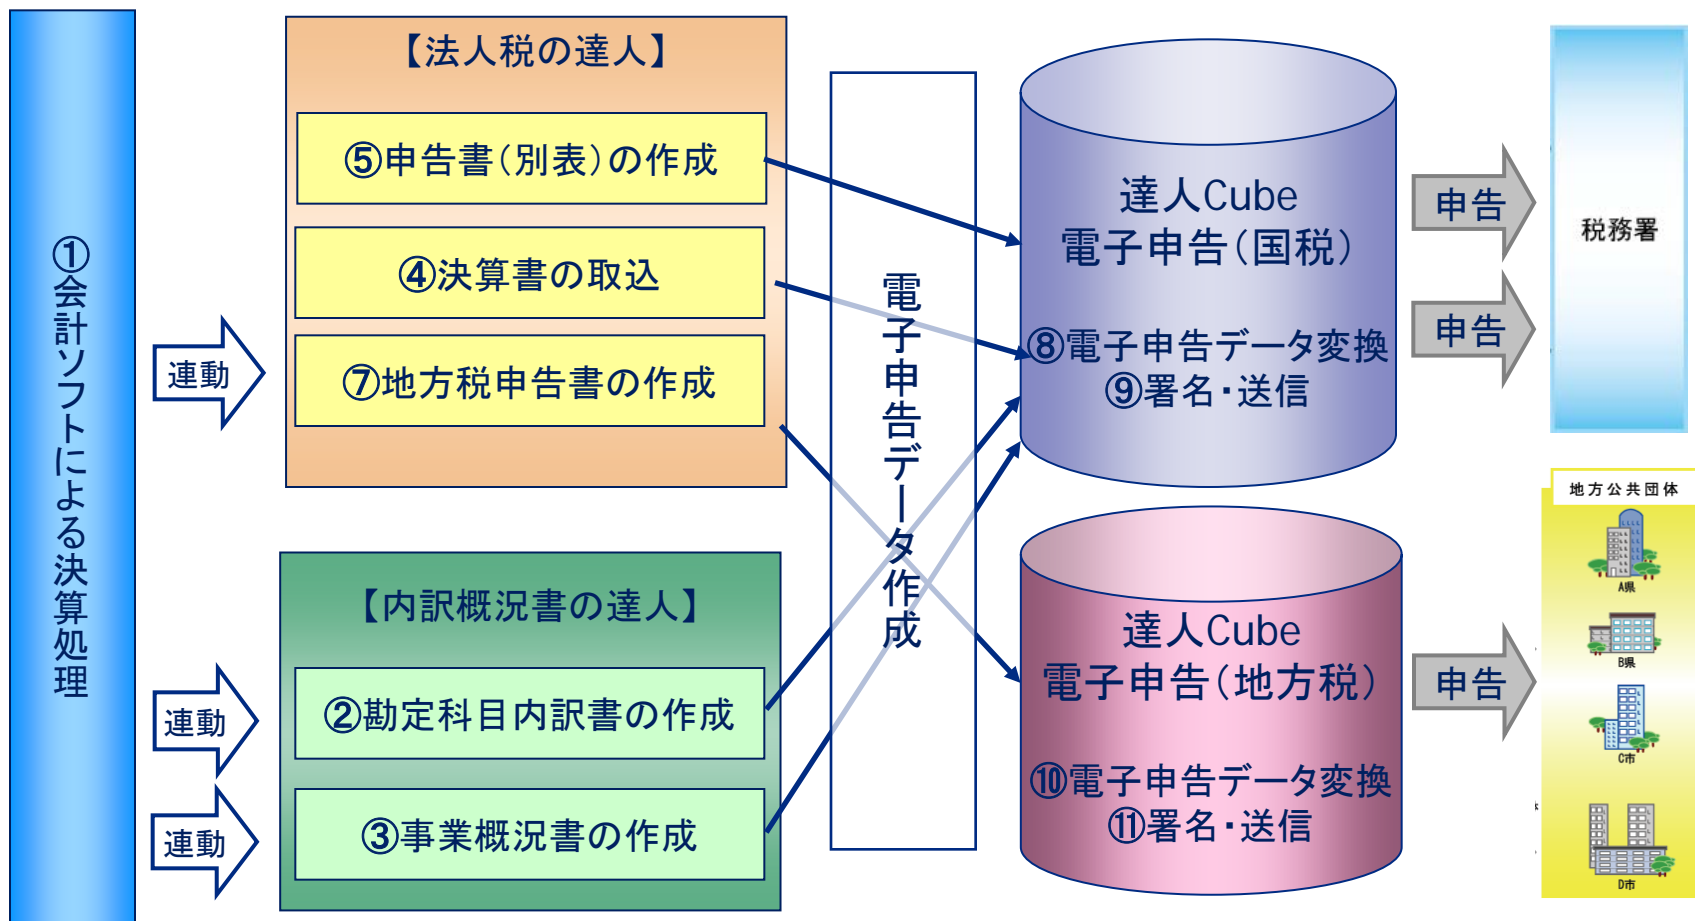 ①会計ソフトによる決算処理
連動
連動
連動
【法人税の達人】
⑤申告書(別表)の作成
④決算書の取込
⑦地方税申告書の作成
【内訳概況書の達人】
②勘定科目内訳書の作成
③事業概況書の作成
電子申告データ作成
達人Cube
電子申告(国税)
⑧電子申告データ変換
⑨署名・送信
達人Cube
電子申告(地方税)
⑩電子申告データ変換
⑪署名・送信
申告
申告
申告
税務署
地方公共団体
A県
B県
C市
D市